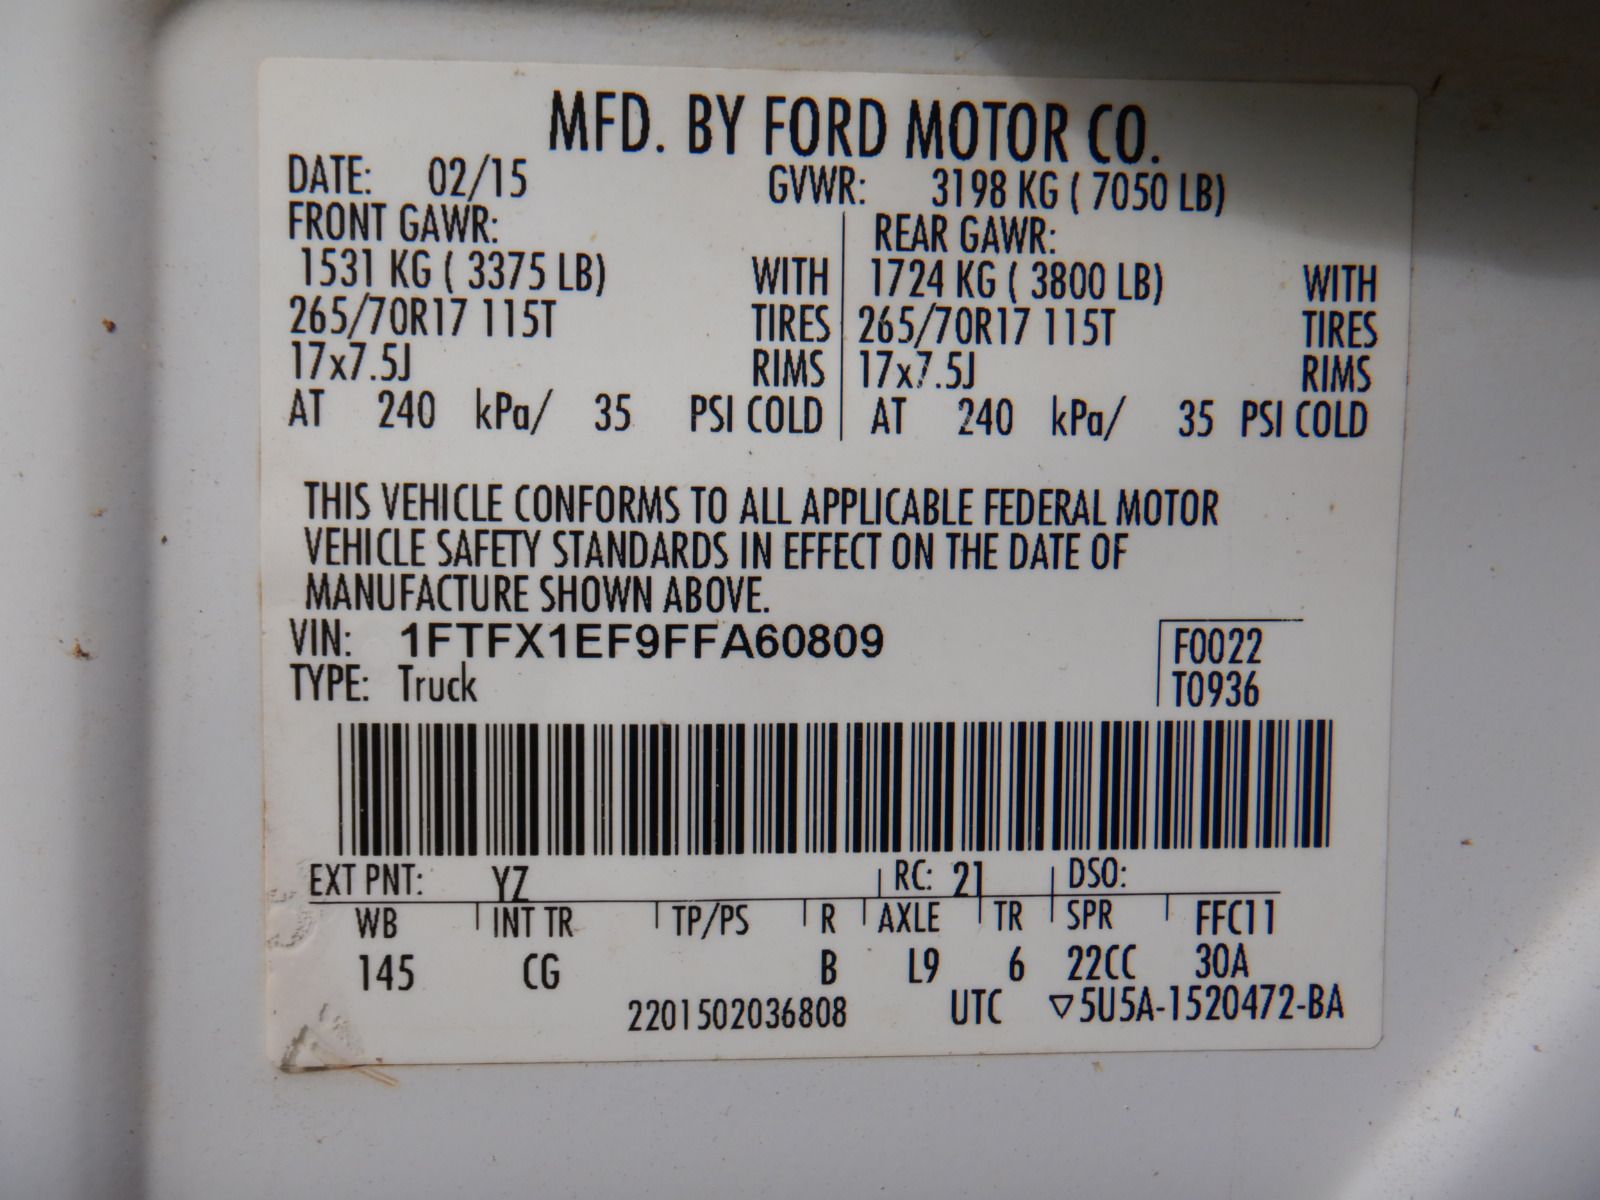 MFD. BY FORD MOTOR CO.
DATE: 02/15 GVWR: 3198 KG ( 7050 LB)
FRONT GAWR: REAR GAWR:
1531 KG ( 3375 LB) WITH 1724 KG ( 3800 LB) WITH
265/70R17 115T TIRES 265/70R17 115T TIRES
17x7.5J RIMS 17x7.5J RIMS
AT 240 kPa/ 35 PSI COLD AT 240 kPa/ 35 PSI COLD
THIS VEHICLE CONFORMS TO ALL APPLICABLE FEDERAL MOTOR
VEHICLE SAFETY STANDARDS IN EFFECT ON THE DATE OF
MANUFACTURE SHOWN ABOVE.
VIN: 1FTFX1EF9FFA60809 F0022
TYPE: Truck T0936
EXT PNT: YZ RC: 21 DSO:
WB INT TR TP/PS R AXLE TR SPR FFC11
145 CG B L9 6 22CC 30A
2201502036808 UTC ▽5U5A-1520472-BA